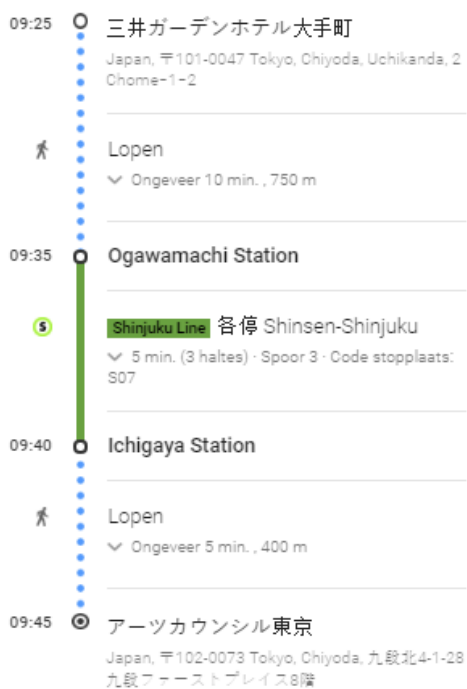 09:25 三井ガーデンホテル大手町
Japan, 〒101-0047 Tokyo, Chiyoda, Uchikanda, 2
Chome−1−2
Lopen
Ongeveer 10 min. , 750 m
09:35 Ogawamachi Station
S Shinjuku Line 各停 Shinsen-Shinjuku
5 min. (3 haltes) · Spoor 3 · Code stopplaats:
S07
09:40 Ichigaya Station
Lopen
Ongeveer 5 min. , 400 m
09:45 アーツカウンシル東京
Japan, 〒102-0073 Tokyo, Chiyoda, 九段北4-1-28
九段ファーストプレイス8階